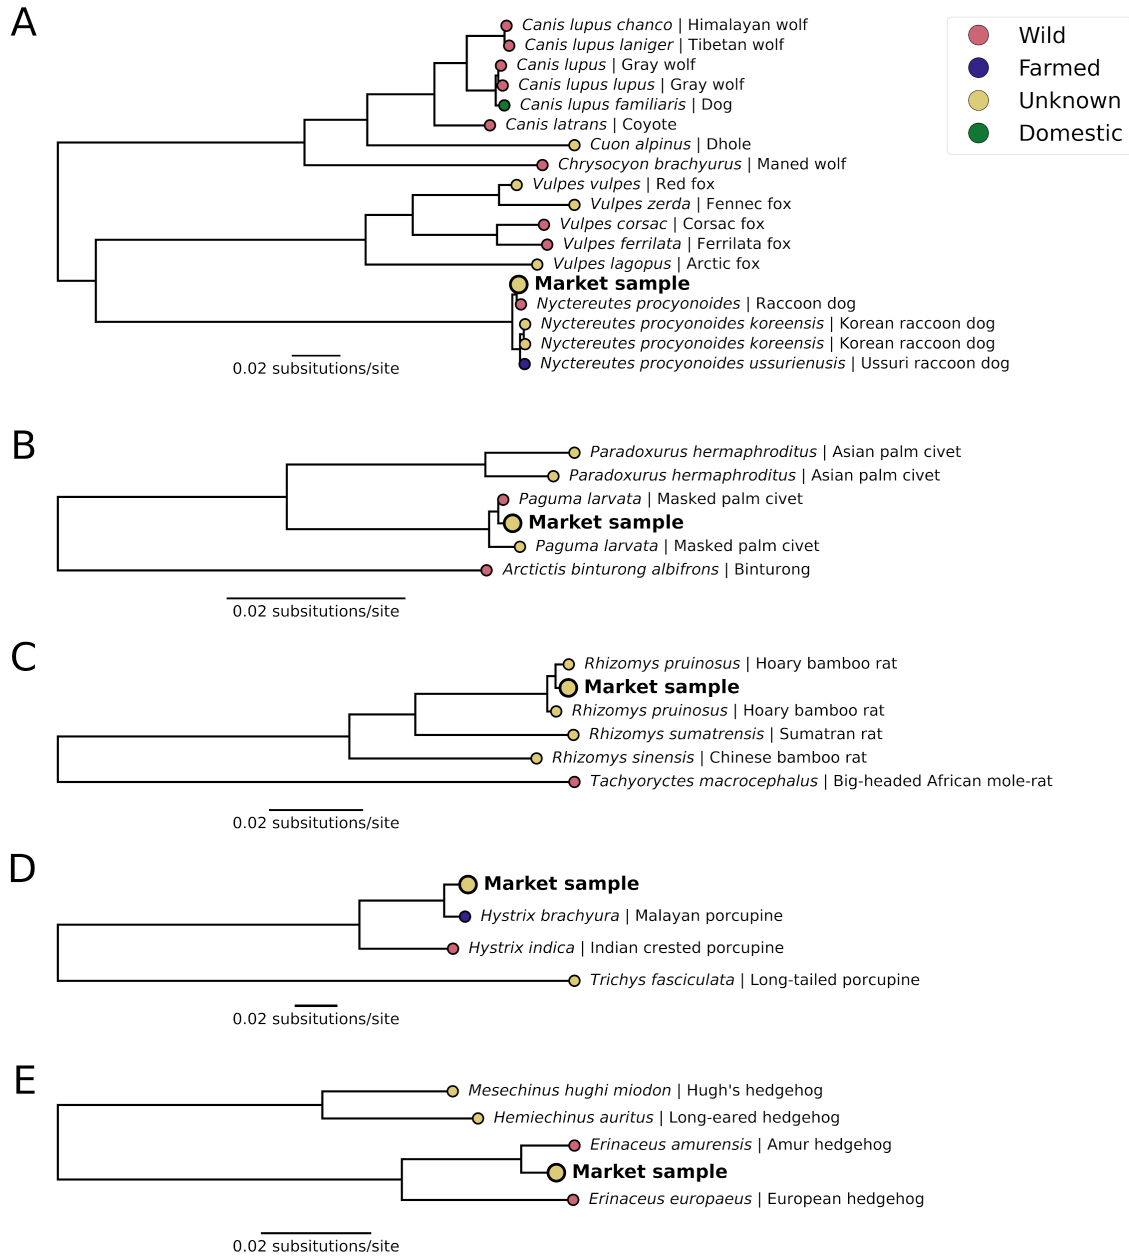 A
Canis lupus chanco | Himalayan wolf
Canis lupus laniger | Tibetan wolf
Canis lupus | Gray wolf
Canis lupus lupus | Gray wolf
Canis lupus familiaris | Dog
Canis latrans | Coyote
Cuon alpinus | Dhole
Chrysocyon brachyurus | Maned wolf
Vulpes vulpes | Red fox
Vulpes zerda | Fennec fox
Vulpes corsac | Corsac fox
Vulpes ferrilata | Ferrilata fox
Vulpes lagopus | Arctic fox
Market sample
Nyctereutes procyonoides | Raccoon dog
Nyctereutes procyonoides koreensis | Korean raccoon dog
Nyctereutes procyonoides koreensis | Korean raccoon dog
Nyctereutes procyonoides ussurienusis | Ussuri raccoon dog
0.02 subsitutions/site
Wild
Farmed
Unknown
Domestic
B
Paradoxurus hermaphroditus | Asian palm civet
Paradoxurus hermaphroditus | Asian palm civet
Paguma larvata | Masked palm civet
Market sample
Paguma larvata | Masked palm civet
Arctictis binturong albifrons | Binturong
0.02 subsitutions/site
C
Rhizomys pruinosus | Hoary bamboo rat
Market sample
Rhizomys pruinosus | Hoary bamboo rat
Rhizomys sumatrensis | Sumatran rat
Rhizomys sinensis | Chinese bamboo rat
Tachyoryctes macrocephalus | Big-headed African mole-rat
0.02 subsitutions/site
D
Market sample
Hystrix brachyura | Malayan porcupine
Hystrix indica | Indian crested porcupine
Trichys fasciculata | Long-tailed porcupine
0.02 subsitutions/site
E
Mesechinus hughi miodon | Hugh's hedgehog
Hemiechinus auritus | Long-eared hedgehog
Erinaceus amurensis | Amur hedgehog
Market sample
Erinaceus europaeus | European hedgehog
0.02 subsitutions/site